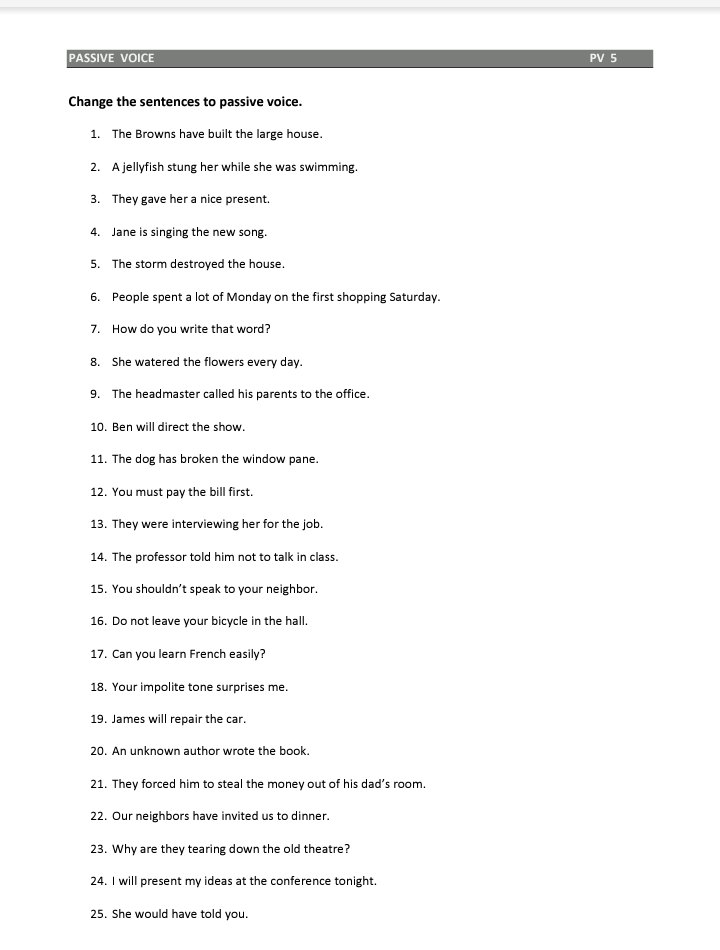 PASSIVE VOICE PV 5
Change the sentences to passive voice.
1. The Browns have built the large house.
2. A jellyfish stung her while she was swimming.
3. They gave her a nice present.
4. Jane is singing the new song.
5. The storm destroyed the house.
6. People spent a lot of Monday on the first shopping Saturday.
7. How do you write that word?
8. She watered the flowers every day.
9. The headmaster called his parents to the office.
10. Ben will direct the show.
11. The dog has broken the window pane.
12. You must pay the bill first.
13. They were interviewing her for the job.
14. The professor told him not to talk in class.
15. You shouldn’t speak to your neighbor.
16. Do not leave your bicycle in the hall.
17. Can you learn French easily?
18. Your impolite tone surprises me.
19. James will repair the car.
20. An unknown author wrote the book.
21. They forced him to steal the money out of his dad’s room.
22. Our neighbors have invited us to dinner.
23. Why are they tearing down the old theatre?
24. I will present my ideas at the conference tonight.
25. She would have told you.